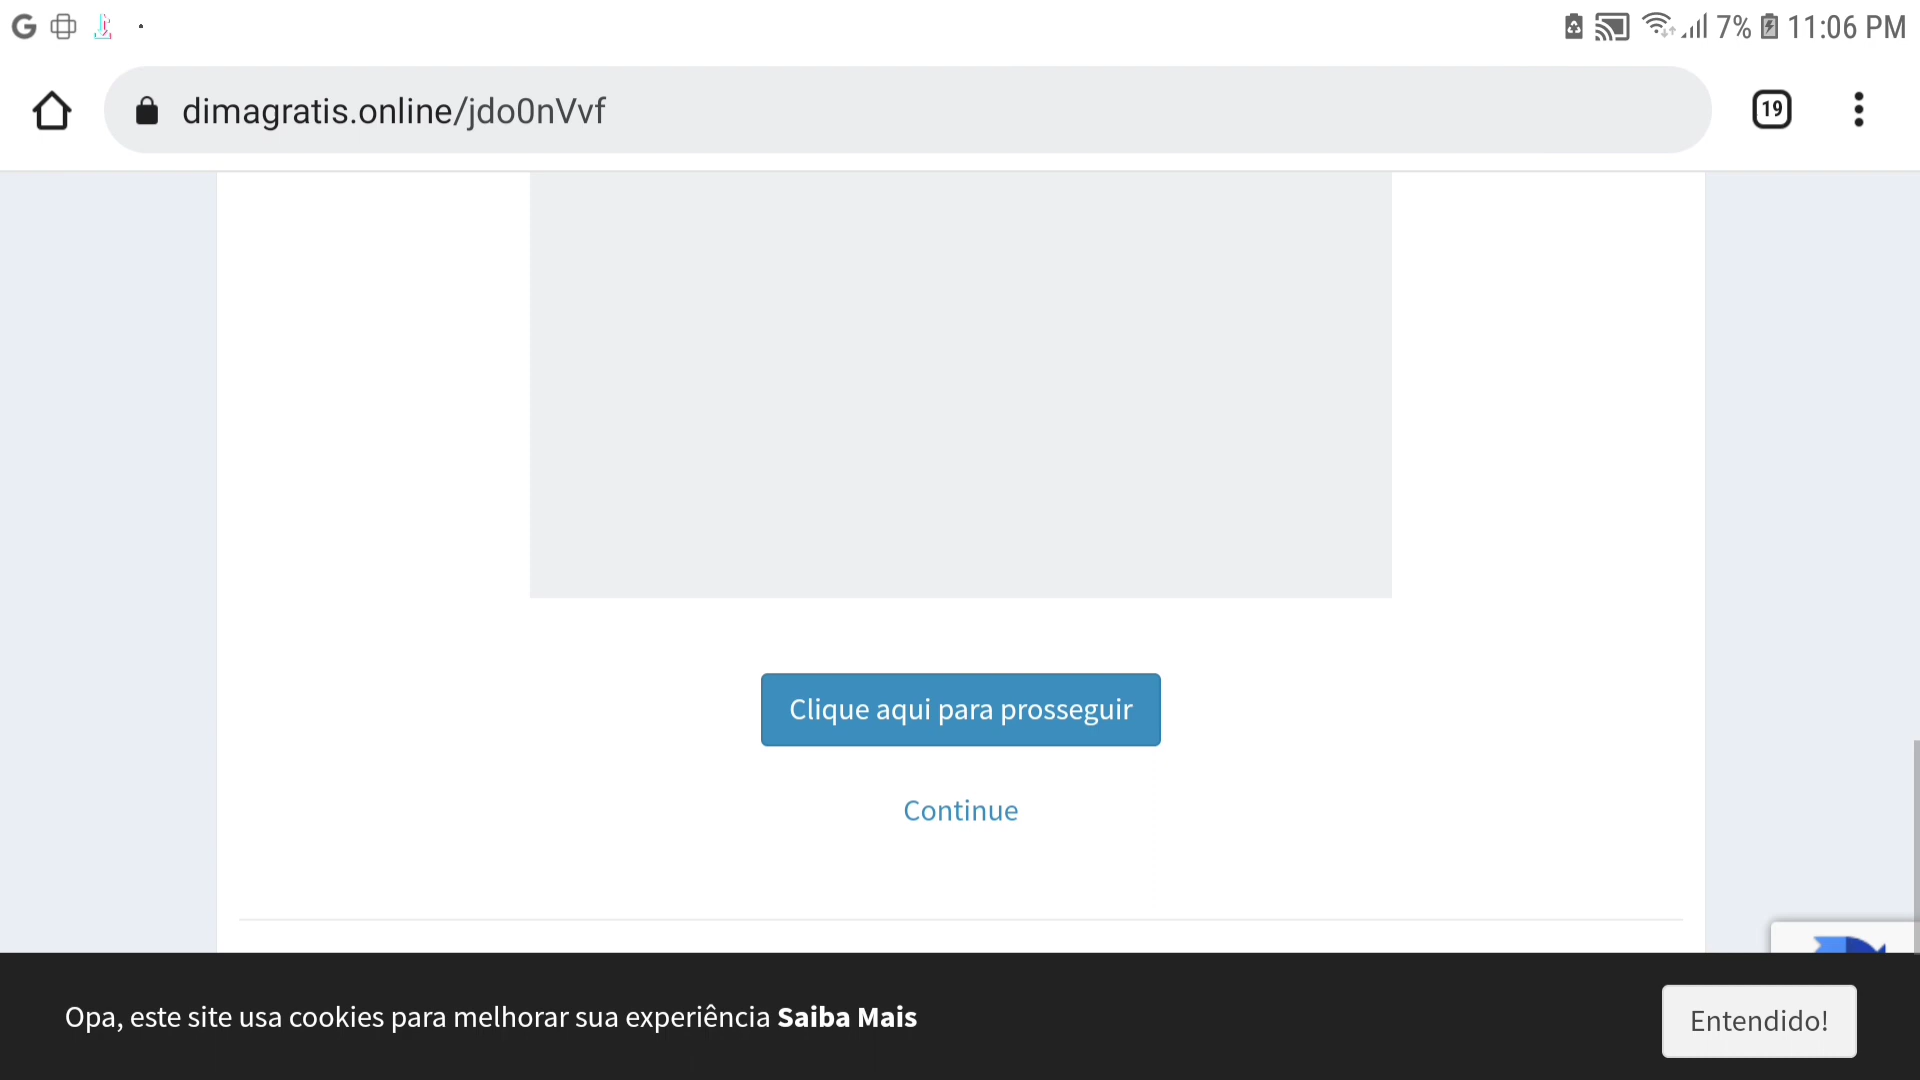 7% 11:06 PM
dimagratis.online/jdo0nVvf
19
Clique aqui para prosseguir
Continue
Opa, este site usa cookies para melhorar sua experiência Saiba Mais
Entendido!